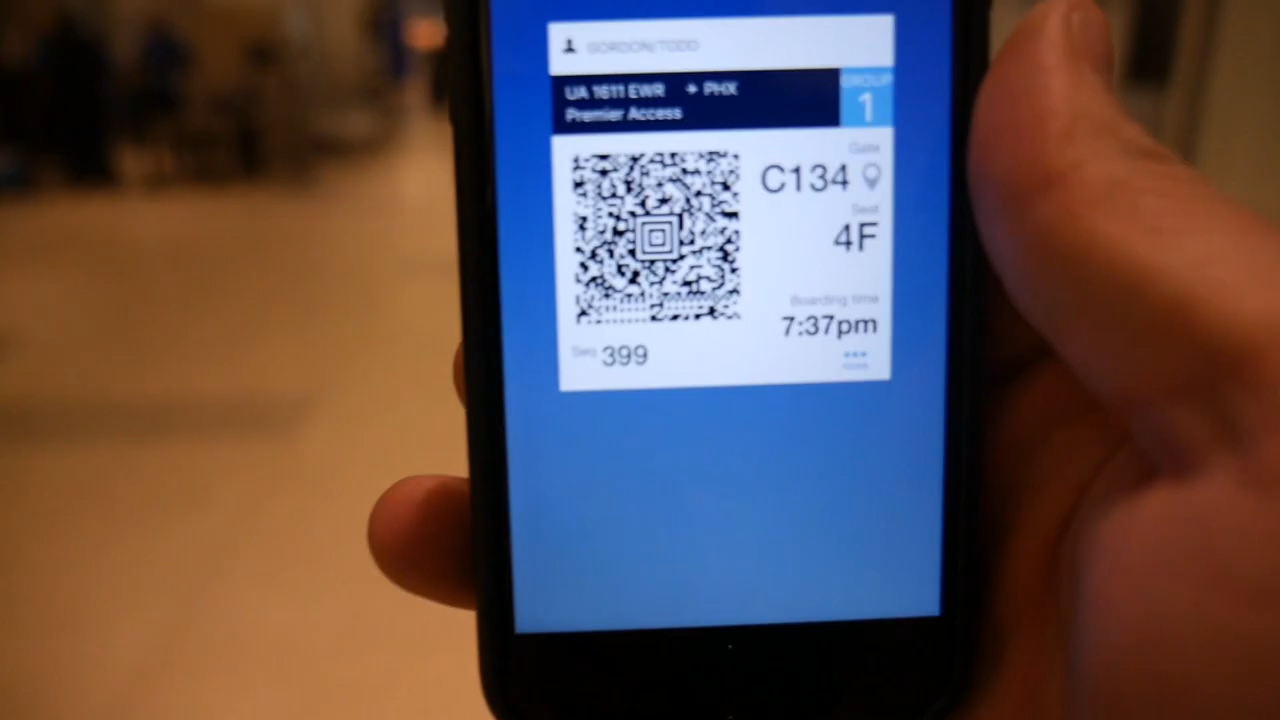 GORDON/TODD
UA 1611 EWR ✈ PHX
Premier Access
GROUP
1
Gate
C134
Seat
4F
Boarding time
7:37pm
Seq 399
more